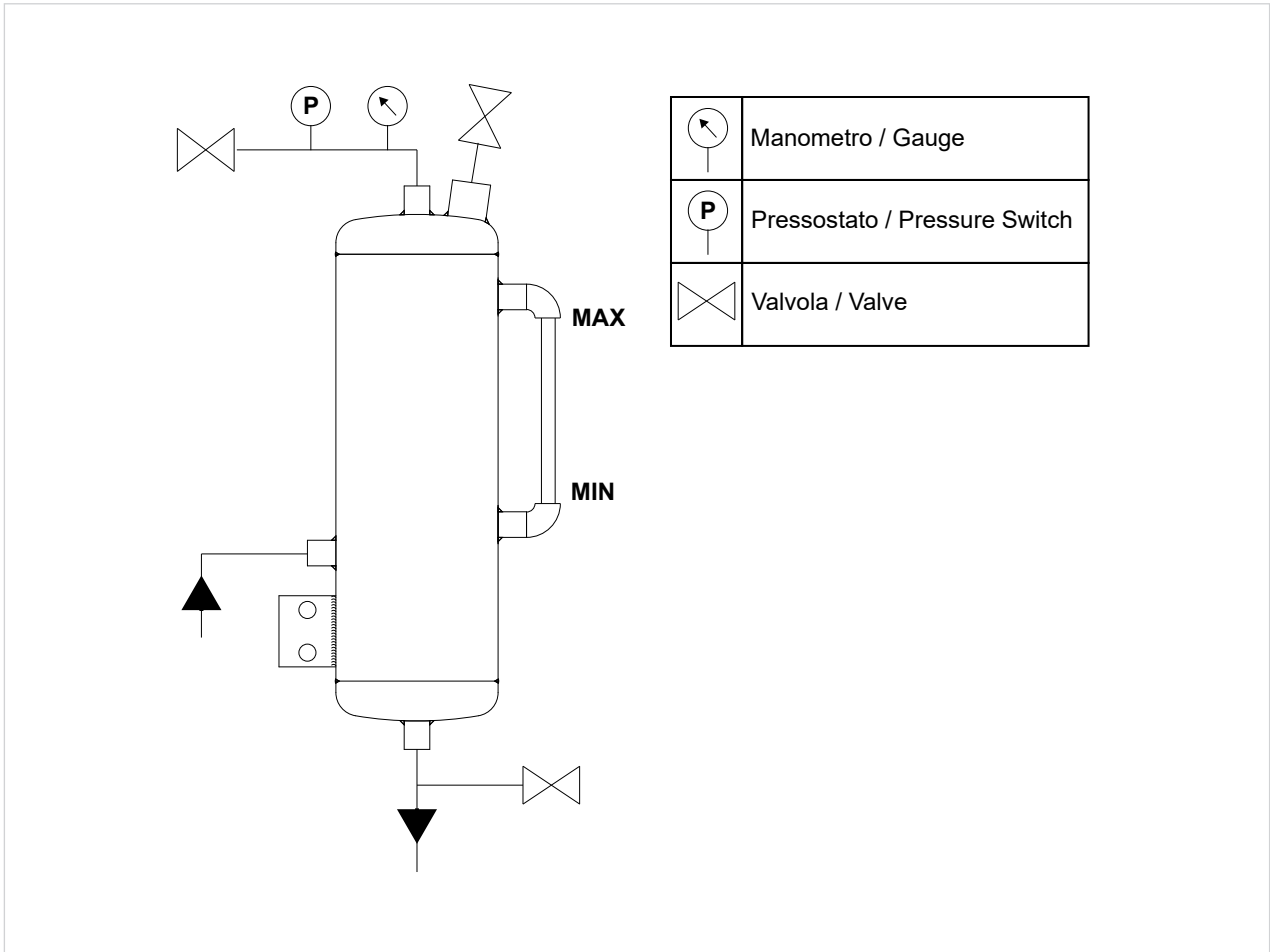 P
MAX
MIN
Manometro / Gauge
P
Pressostato / Pressure Switch
Valvola / Valve